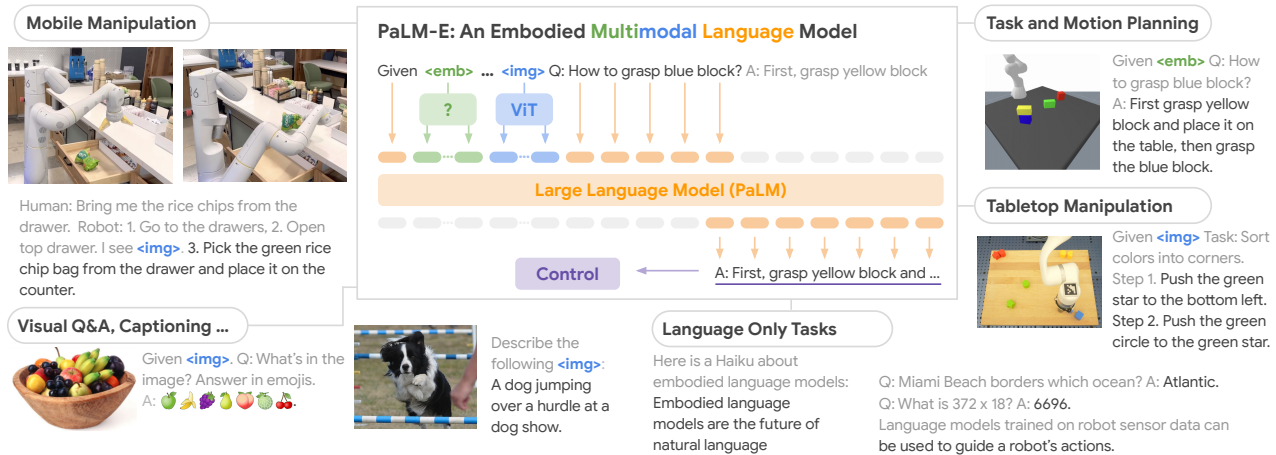 Mobile Manipulation
Human: Bring me the rice chips from the
drawer. Robot: 1. Go to the drawers, 2. Open
top drawer. I see <img>. 3. Pick the green rice
chip bag from the drawer and place it on the
counter.
Visual Q&A, Captioning ...
Given <img>. Q: What's in the
image? Answer in emojis.
A: 🍏🍌🍇🍐🍑🍈🍒.
PaLM-E: An Embodied Multimodal Language Model
Given <emb> ... <img> Q: How to grasp blue block? A: First, grasp yellow block
?
ViT
Large Language Model (PaLM)
Control
A: First, grasp yellow block and ...
Describe the
following <img>:
A dog jumping
over a hurdle at a
dog show.
Language Only Tasks
Here is a Haiku about
embodied language models:
Embodied language
models are the future of
natural language
Q: Miami Beach borders which ocean? A: Atlantic.
Q: What is 372 x 18? A: 6696.
Language models trained on robot sensor data can
be used to guide a robot's actions.
Task and Motion Planning
Given <emb> Q: How
to grasp blue block?
A: First grasp yellow
block and place it on
the table, then grasp
the blue block.
Tabletop Manipulation
Given <img> Task: Sort
colors into corners.
Step 1. Push the green
star to the bottom left.
Step 2. Push the green
circle to the green star.